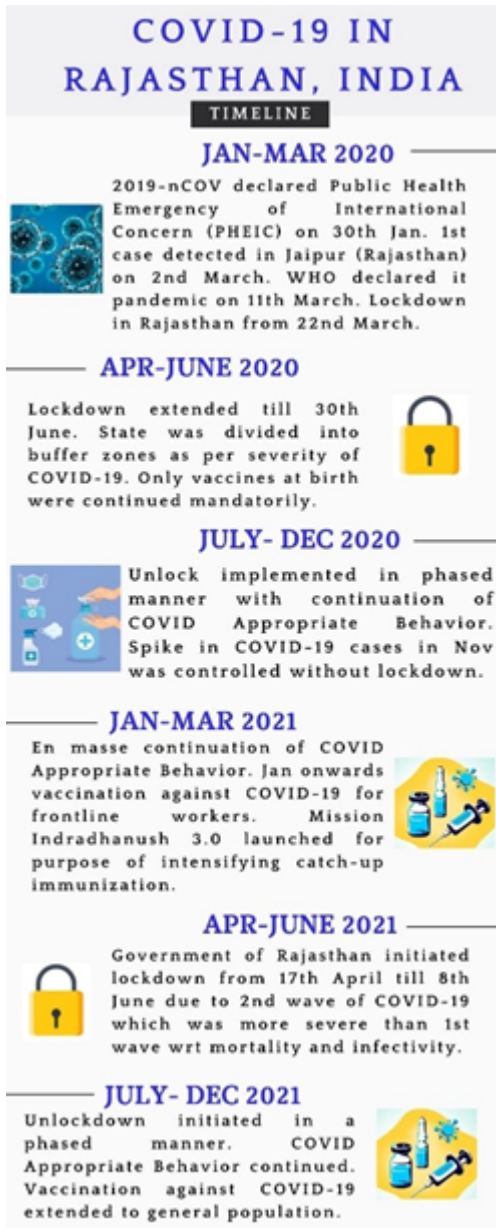 COVID-19 IN
RAJASTHAN, INDIA
TIMELINE
JAN-MAR 2020
2019-nCOV declared Public Health
Emergency of International
Concern (PHEIC) on 30th Jan. 1st
case detected in Jaipur (Rajasthan)
on 2nd March. WHO declared it
pandemic on 11th March. Lockdown
in Rajasthan from 22nd March.
APR-JUNE 2020
Lockdown extended till 30th
June. State was divided into
buffer zones as per severity of
COVID-19. Only vaccines at birth
were continued mandatorily.
JULY- DEC 2020
Unlock implemented in phased
manner with continuation of
COVID Appropriate Behavior.
Spike in COVID-19 cases in Nov
was controlled without lockdown.
JAN-MAR 2021
En masse continuation of COVID
Appropriate Behavior. Jan onwards
vaccination against COVID-19 for
frontline workers. Mission
Indradhanush 3.0 launched for
purpose of intensifying catch-up
immunization.
APR-JUNE 2021
Government of Rajasthan initiated
lockdown from 17th April till 8th
June due to 2nd wave of COVID-19
which was more severe than 1st
wave wrt mortality and infectivity.
JULY- DEC 2021
Unlockdown initiated in a
phased manner. COVID
Appropriate Behavior continued.
Vaccination against COVID-19
extended to general population.